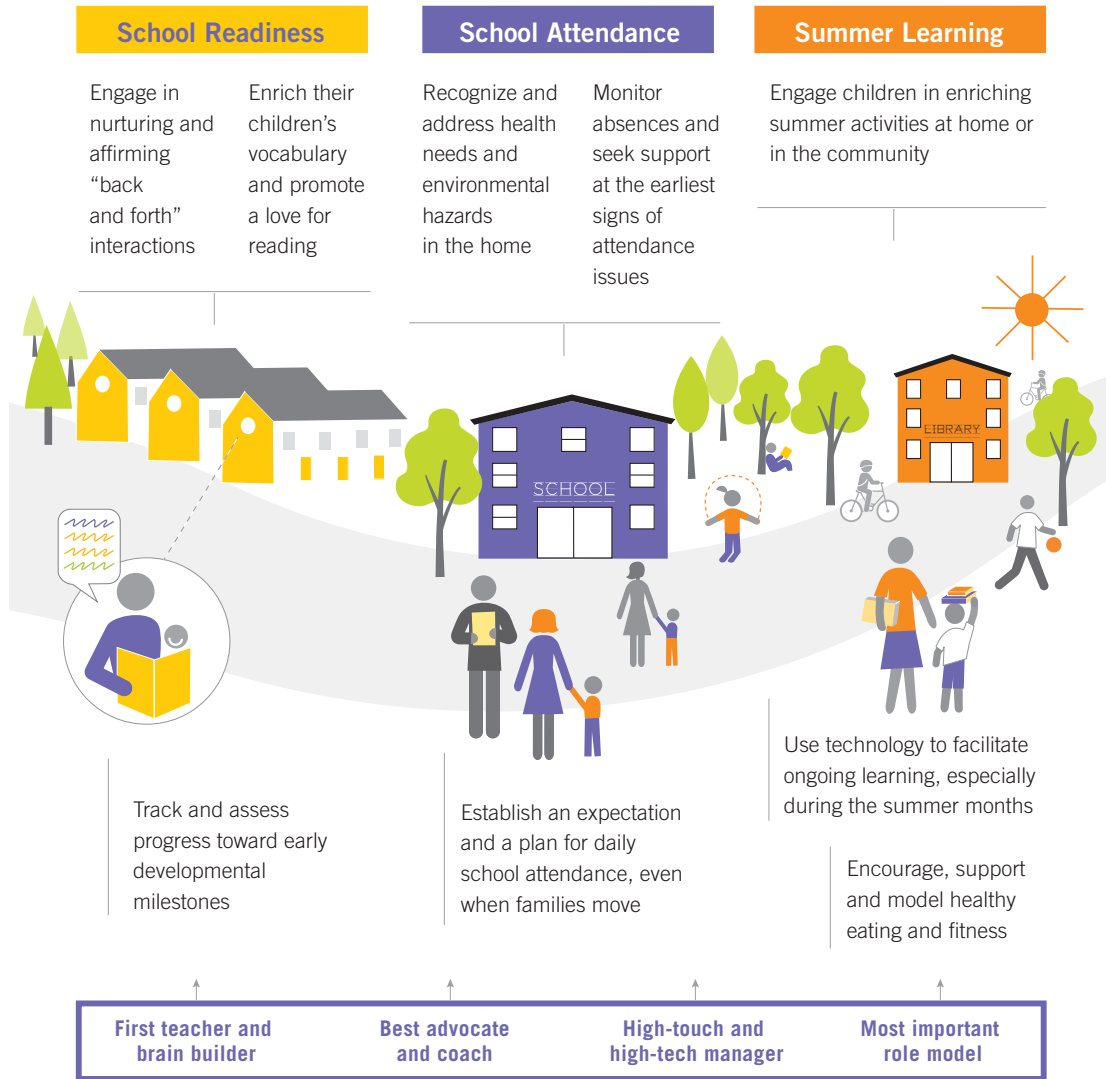 School Readiness
Engage in
nurturing and
affirming
“back
and forth”
interactions
Enrich their
children’s
vocabulary
and promote
a love for
reading
School Attendance
Recognize and
address health
needs and
environmental
hazards
in the home
Monitor
absences and
seek support
at the earliest
signs of
attendance
issues
Summer Learning
Engage children in enriching
summer activities at home or
in the community
SCHOOL
LIBRARY
Track and assess
progress toward early
developmental
milestones
Establish an expectation
and a plan for daily
school attendance, even
when families move
Use technology to facilitate
ongoing learning, especially
during the summer months
Encourage, support
and model healthy
eating and fitness
First teacher and
brain builder
Best advocate
and coach
High-touch and
high-tech manager
Most important
role model